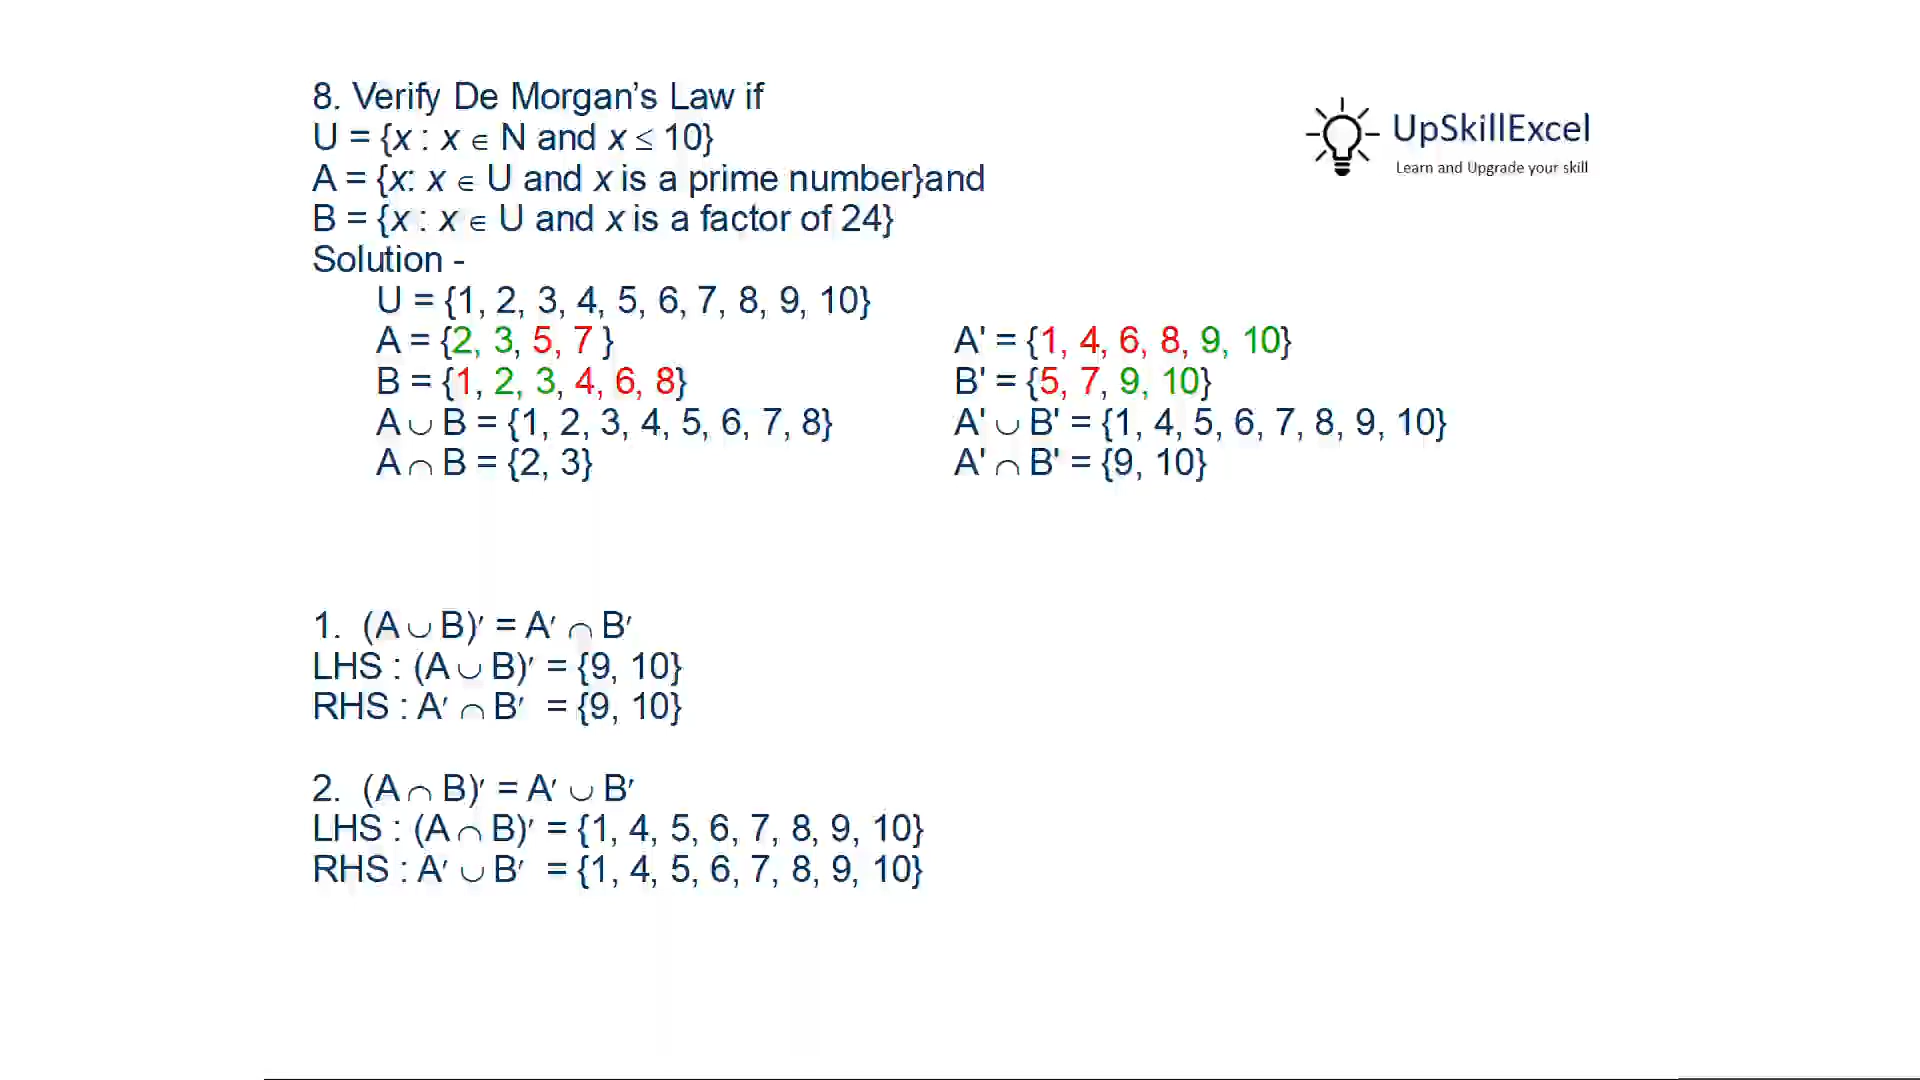 8. Verify De Morgan’s Law if
U = {x : x ∈ N and x ≤ 10}
A = {x: x ∈ U and x is a prime number}and
B = {x : x ∈ U and x is a factor of 24}
Solution -
U = {1, 2, 3, 4, 5, 6, 7, 8, 9, 10}
A = {2, 3, 5, 7 }
B = {1, 2, 3, 4, 6, 8}
A ∪ B = {1, 2, 3, 4, 5, 6, 7, 8}
A ∩ B = {2, 3}
A' = {1, 4, 6, 8, 9, 10}
B' = {5, 7, 9, 10}
A' ∪ B' = {1, 4, 5, 6, 7, 8, 9, 10}
A' ∩ B' = {9, 10}
1. (A ∪ B)′ = A′ ∩ B′
LHS : (A ∪ B)′ = {9, 10}
RHS : A′ ∩ B′ = {9, 10}
2. (A ∩ B)′ = A′ ∪ B′
LHS : (A ∩ B)′ = {1, 4, 5, 6, 7, 8, 9, 10}
RHS : A′ ∪ B′ = {1, 4, 5, 6, 7, 8, 9, 10}
UpSkillExcel
Learn and Upgrade your skill